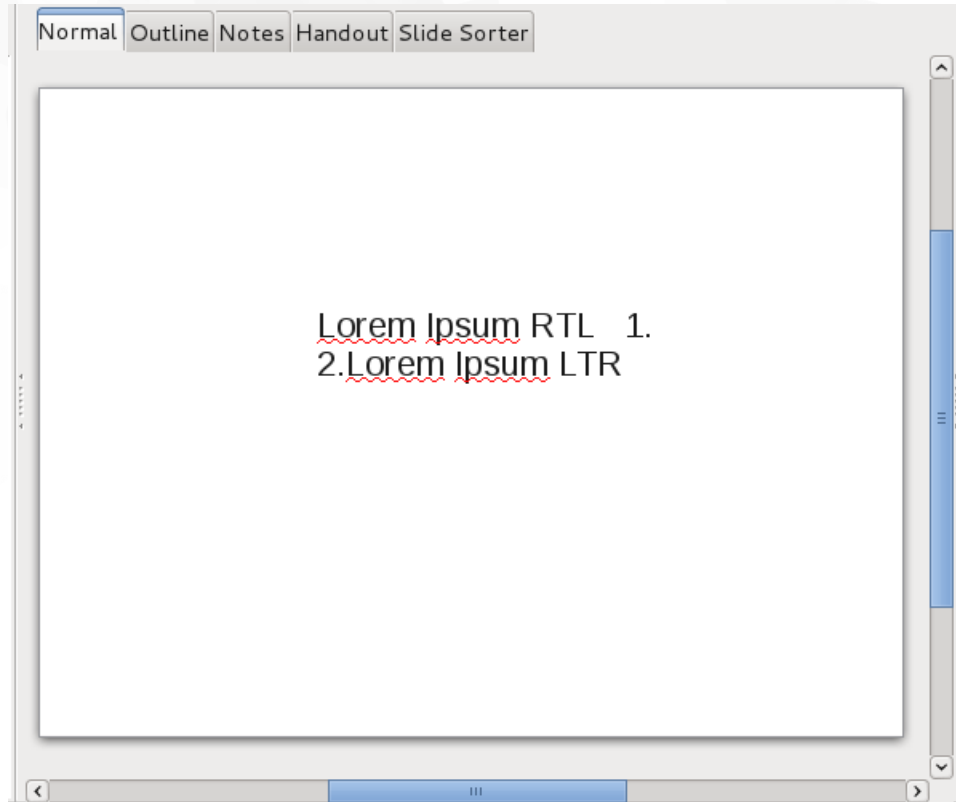 Normal Outline Notes Handout Slide Sorter
Lorem Ipsum RTL 1.
2.Lorem Ipsum LTR